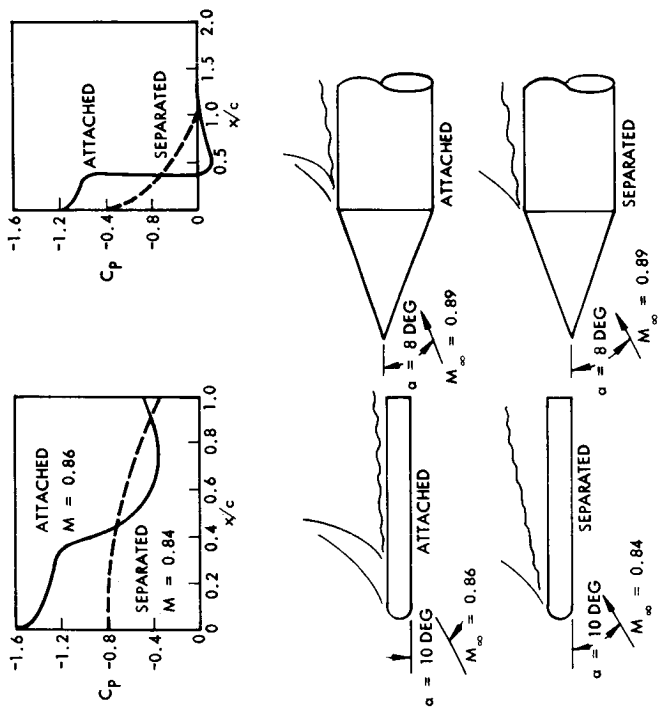 -1.6
-1.2
C_P -0.8
-0.4
0
0 0.2 0.4 0.6 0.8 1.0
x/c
ATTACHED
M = 0.86
SEPARATED
M = 0.84
-1.6
-1.2
C_P -0.4
-0.8
0
0.5 1.0 1.5 2.0
x/c
ATTACHED
SEPARATED
α = 10 DEG
M∞ = 0.86
ATTACHED
α = 8 DEG
M∞ = 0.89
ATTACHED
α = 10 DEG
M∞ = 0.84
SEPARATED
α = 8 DEG
M∞ = 0.89
SEPARATED